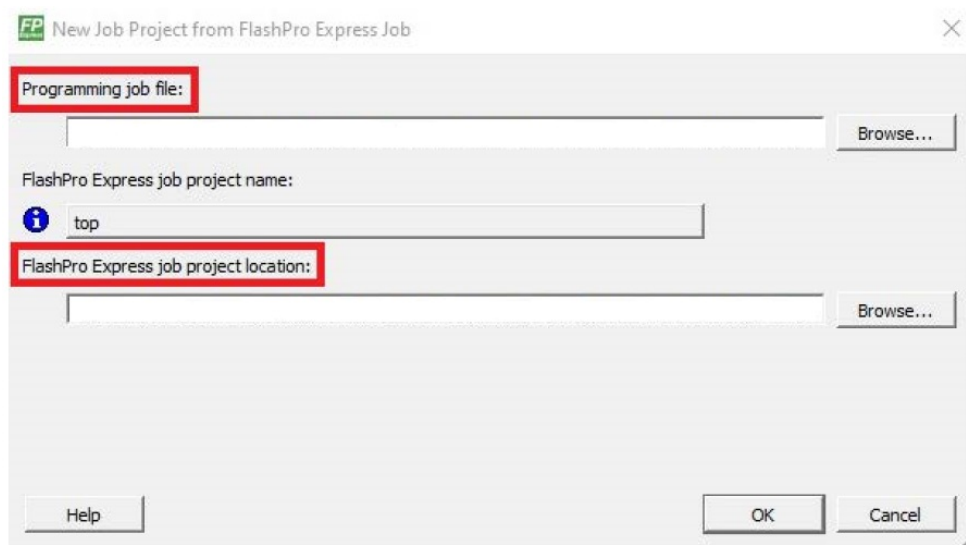 FP Express New Job Project from FlashPro Express Job
Programming job file:
Browse...
FlashPro Express job project name:
i top
FlashPro Express job project location:
Browse...
Help OK Cancel